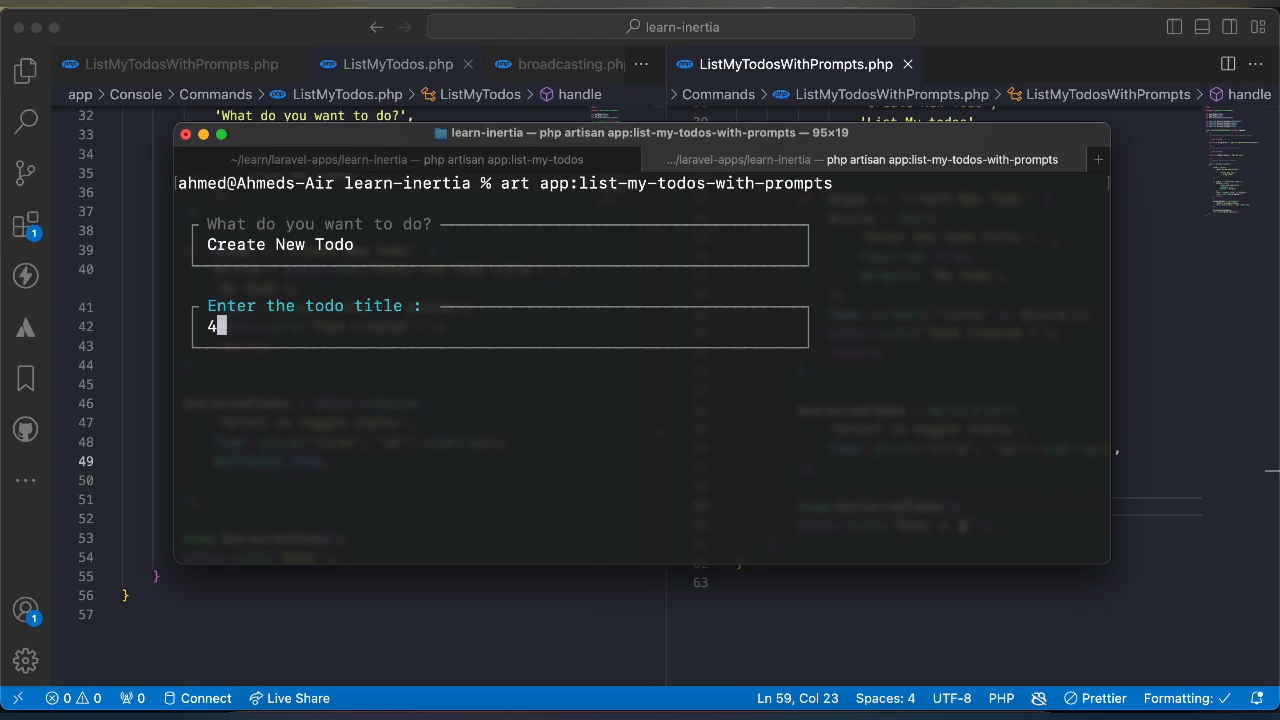 learn-inertia
ListMyTodosWithPrompts.php
ListMyTodos.php
broadcasting.php
ListMyTodosWithPrompts.php
app > Console > Commands > ListMyTodos.php > ListMyTodos > handle
> Commands > ListMyTodosWithPrompts.php > ListMyTodosWithPrompts > handle
32 'What do you want to do?',
33
34
35
36
37
38
39
40
41
42
43
44
45
46
47
48
49
50
51
52
53
54
55 }
56 }
57
'List My todos'
63
learn-inertia — php artisan app:list-my-todos-with-prompts — 95×19
~/learn/laravel-apps/learn-inertia — php artisan app:list-my-todos
.../laravel-apps/learn-inertia — php artisan app:list-my-todos-with-prompts
ahmed@Ahmeds-Air learn-inertia % art app:list-my-todos-with-prompts
What do you want to do?
Create New Todo
Enter the todo title :
4
1
1
0 0 0 Connect Live Share
Ln 59, Col 23 Spaces: 4 UTF-8 PHP Prettier Formatting: